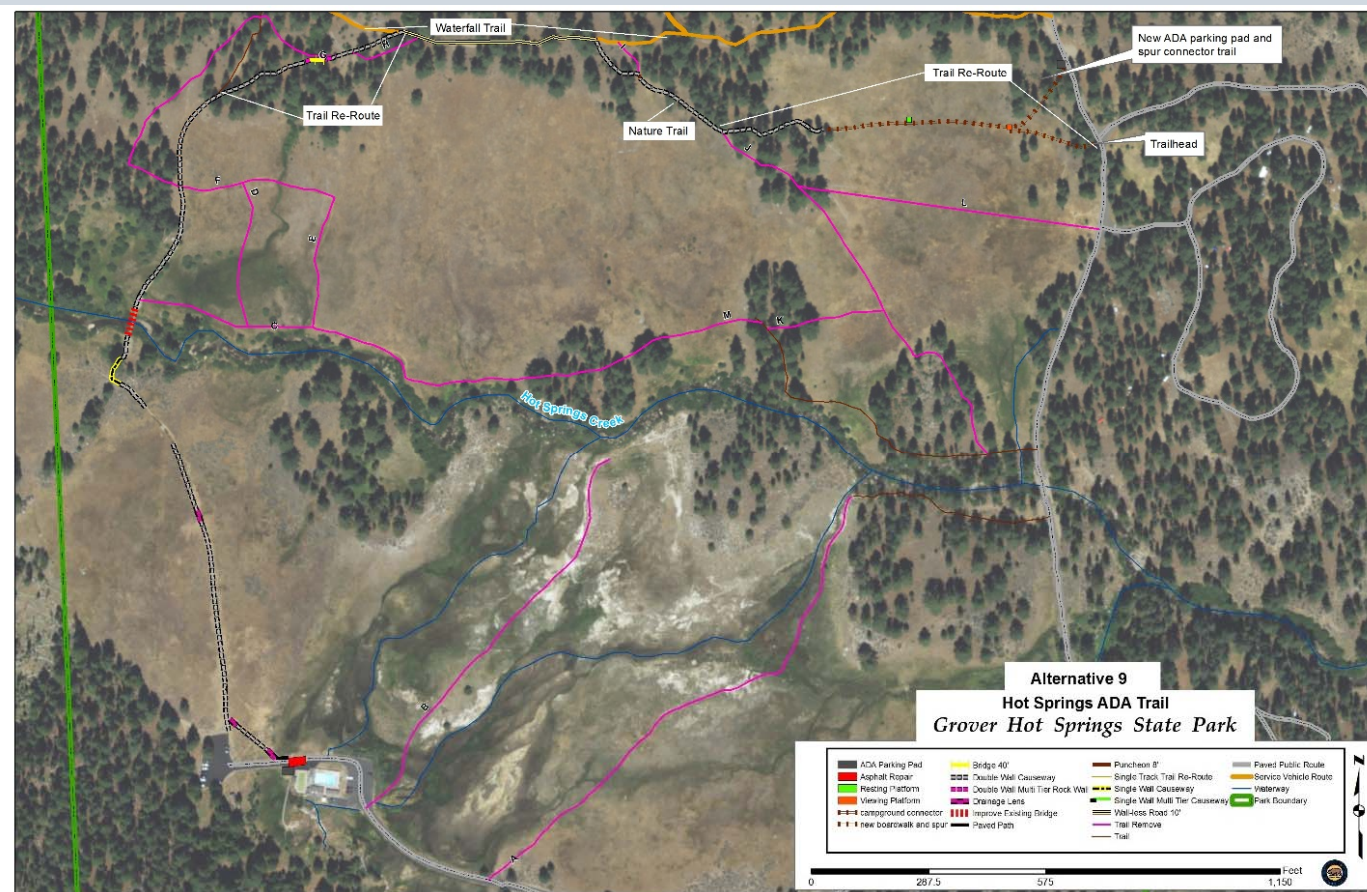 Waterfall Trail
New ADA parking pad and
spur connector trail
Trail Re-Route
Trail Re-Route
Nature Trail
Trailhead
G
H
I
J
F
D
E
L
C
M
K
Hot Springs Creek
B
A
Alternative 9
Hot Springs ADA Trail
Grover Hot Springs State Park
ADA Parking Pad
Asphalt Repair
Resting Platform
Viewing Platform
campground connector
new boardwalk and spur
Bridge 40'
Double Wall Causeway
Double Wall Multi Tier Rock Wall
Drainage Lens
Improve Existing Bridge
Paved Path
Puncheon 8'
Single Track Trail Re-Route
Single Wall Causeway
Single Wall Multi Tier Causeway
Wall-less Road 10'
Trail Remove
Trail
Paved Public Route
Service Vehicle Route
Waterway
Park Boundary
N
Feet
0 287.5 575 1,150